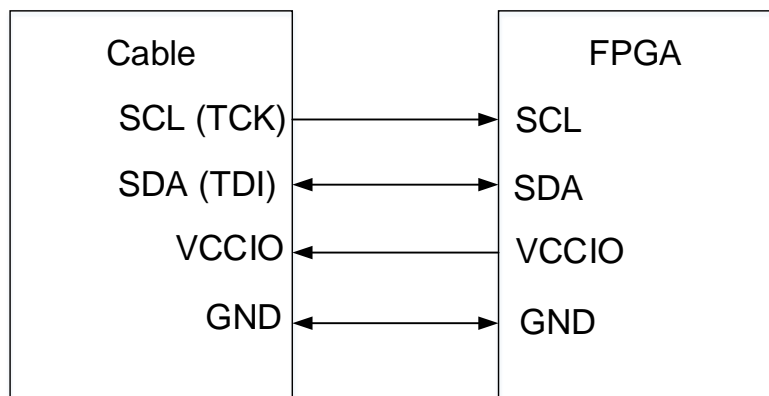 Cable
FPGA
SCL (TCK)
SCL
SDA (TDI)
SDA
VCCIO
VCCIO
GND
GND